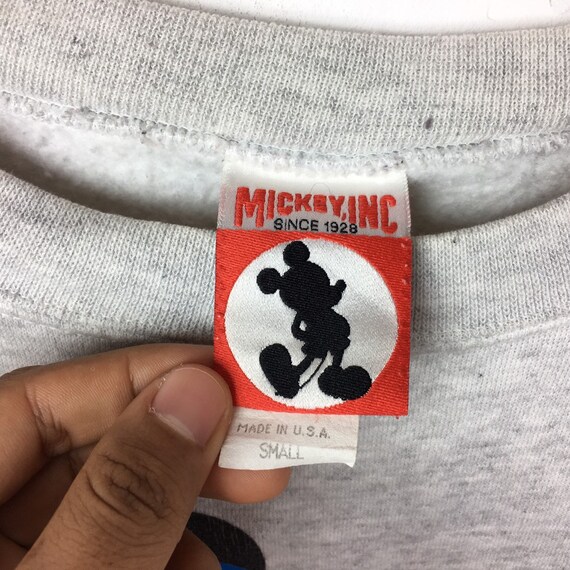 MICKEY, INC
SINCE 1928
MADE IN U.S.A.
SMALL